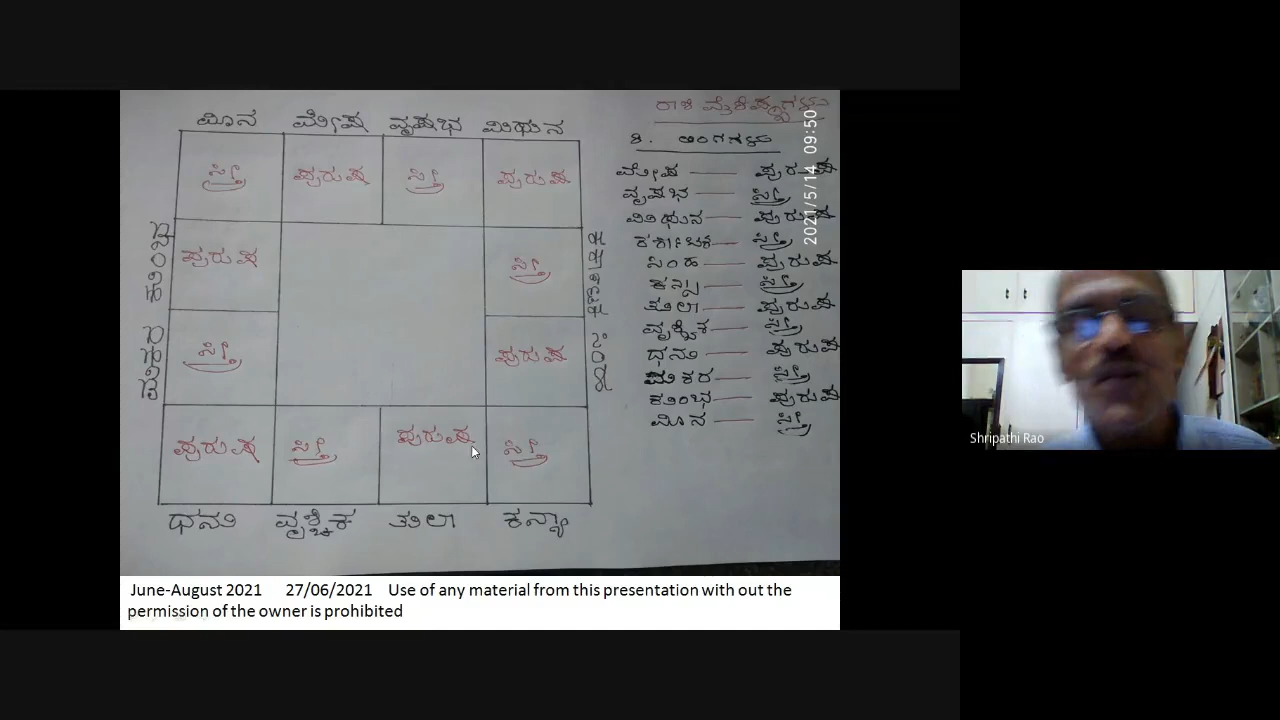 ರಾಶಿ ವೈಶಿಷ್ಟ್ಯಗಳು
8. ಲಿಂಗಗಳು
ಮೀನ ಮೇಷ ವೃಷಭ ಮಿಥುನ
ಸ್ತ್ರೀ ಪುರುಷ ಸ್ತ್ರೀ ಪುರುಷ
ಕುಂಭ ಪುರುಷ ಸ್ತ್ರೀ ಕರ್ಕಾಟಕ
ಮಕರ ಸ್ತ್ರೀ ಪುರುಷ ಸಿಂಹ
ಪುರುಷ ಸ್ತ್ರೀ ಪುರುಷ ಸ್ತ್ರೀ
ಧನು ವೃಶ್ಚಿಕ ತುಲಾ ಕನ್ಯಾ
ಮೇಷ — ಪುರುಷ
ವೃಷಭ — ಸ್ತ್ರೀ
ಮಿಥುನ — ಪುರುಷ
ಕರ್ಕಾಟಕ — ಸ್ತ್ರೀ
ಸಿಂಹ — ಪುರುಷ
ಕನ್ಯಾ — ಸ್ತ್ರೀ
ತುಲಾ — ಪುರುಷ
ವೃಶ್ಚಿಕ — ಸ್ತ್ರೀ
ಧನು — ಪುರುಷ
ಮಕರ — ಸ್ತ್ರೀ
ಕುಂಭ — ಪುರುಷ
ಮೀನ — ಸ್ತ್ರೀ
2021/5/14 09:50
June-August 2021 27/06/2021 Use of any material from this presentation with out the
permission of the owner is prohibited
Shripathi Rao